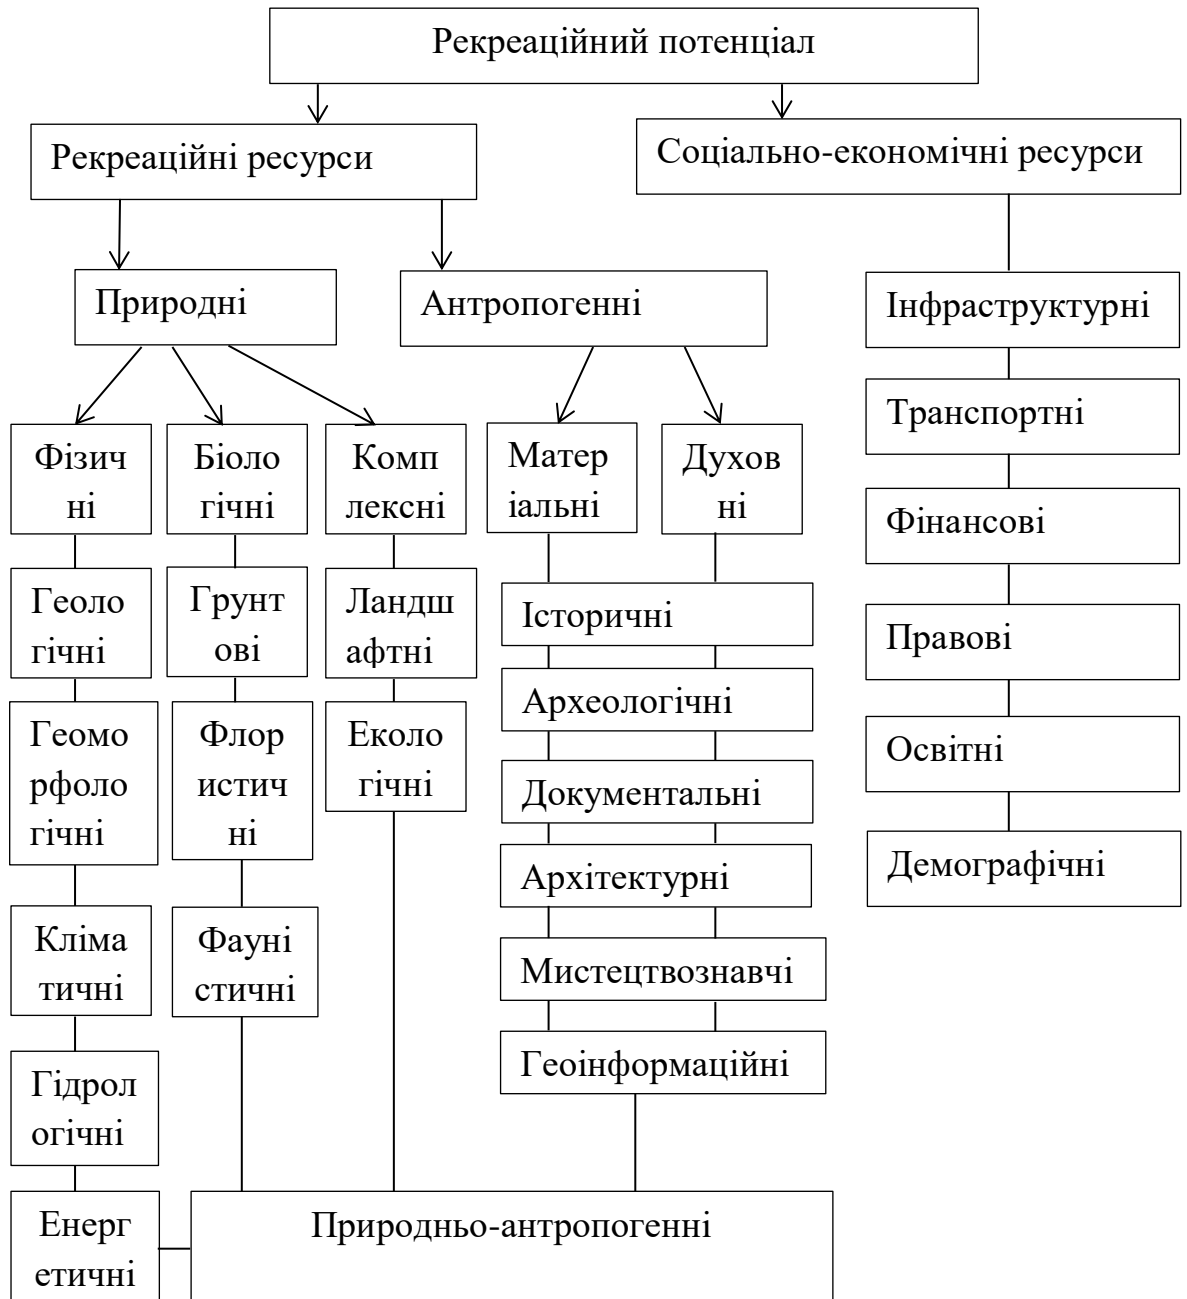 Рекреаційний потенціал
Рекреаційні ресурси
Соціально-економічні ресурси
Природні
Антропогенні
Інфраструктурні
Транспортні
Фінансові
Правові
Освітні
Демографічні
Фізич
ні
Біоло
гічні
Комп
лексні
Матер
іальні
Духов
ні
Геоло
гічні
Грунт
ові
Ландш
афтні
Історичні
Археологічні
Геомо
рфоло
гічні
Флор
истич
ні
Еколо
гічні
Документальні
Архітектурні
Кліма
тичні
Фауні
стичні
Мистецтвознавчі
Геоінформаційні
Гідрол
огічні
Енерг
етичні
Природньо-антропогенні